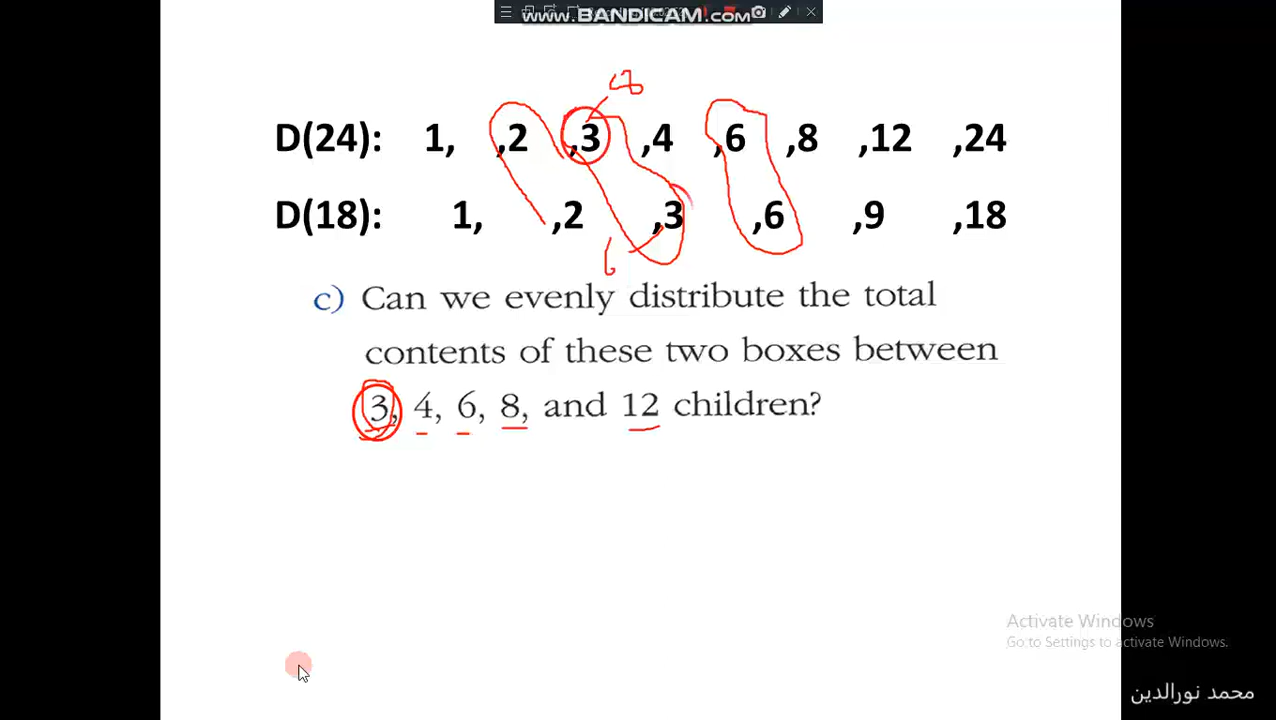 www.BANDICAM.com
8
D(24): 1, ,2 ,3 ,4 ,6 ,8 ,12 ,24
D(18): 1, ,2 ,3 ,6 ,9 ,18
6
c) Can we evenly distribute the total
contents of these two boxes between
3, 4, 6, 8, and 12 children?
Activate Windows
Go to Settings to activate Windows.
محمد نورالدين